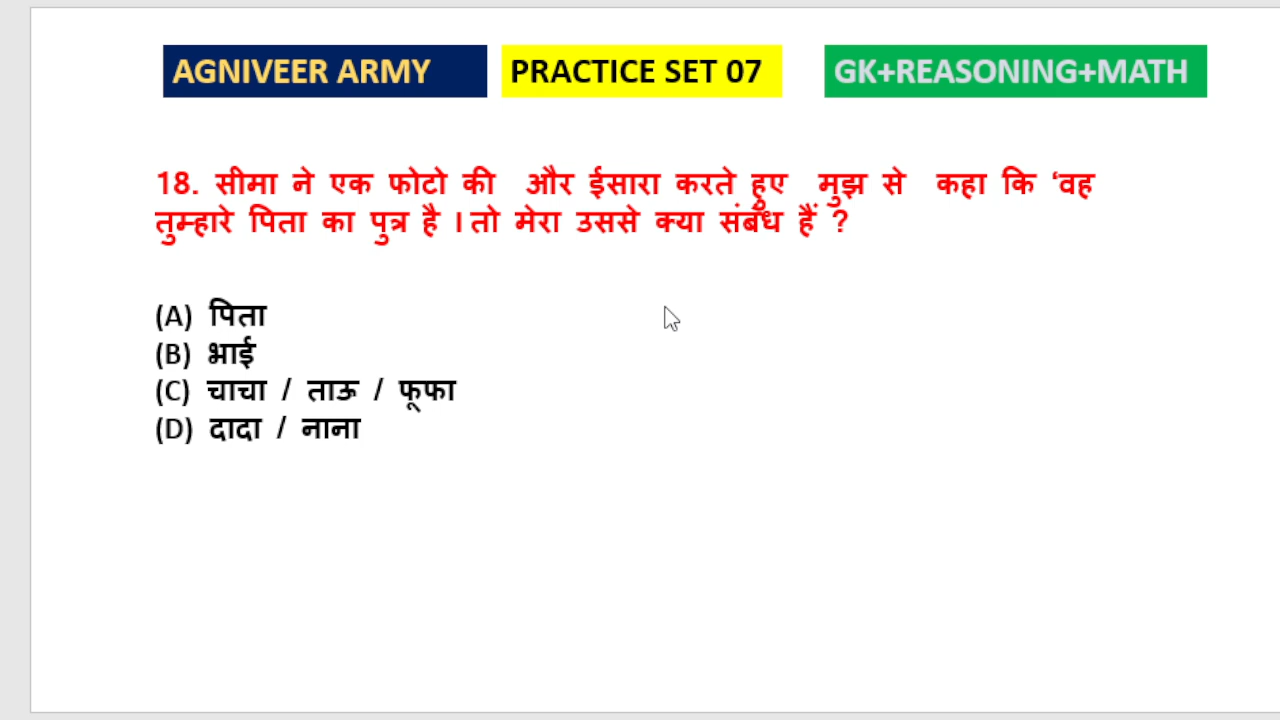 AGNIVEER ARMY PRACTICE SET 07 GK+REASONING+MATH
18. सीमा ने एक फोटो की और ईसारा करते हुए मुझ से कहा कि ‘वह
तुम्हारे पिता का पुत्र है । तो मेरा उससे क्या संबंध हैं ?
(A) पिता
(B) भाई
(C) चाचा / ताऊ / फूफा
(D) दादा / नाना